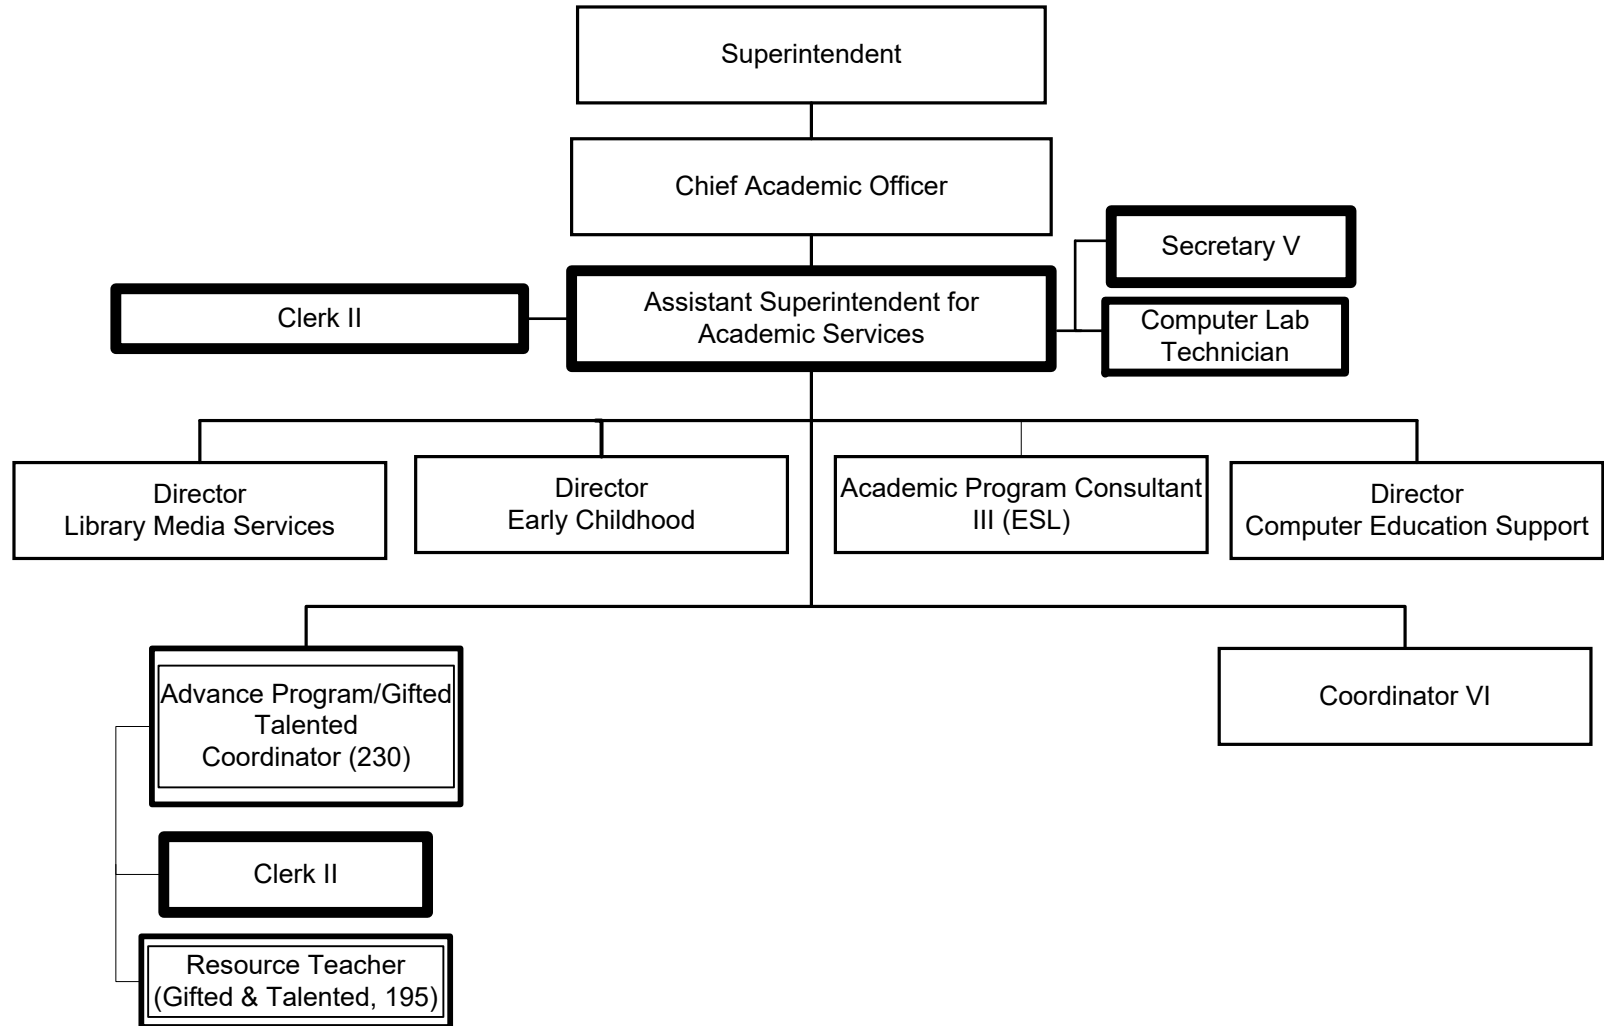 Superintendent
Chief Academic Officer
Secretary V
Clerk II
Assistant Superintendent for
Academic Services
Computer Lab
Technician
Director
Library Media Services
Director
Early Childhood
Academic Program Consultant
III (ESL)
Director
Computer Education Support
Advance Program/Gifted
Talented
Coordinator (230)
Coordinator VI
Clerk II
Resource Teacher
(Gifted & Talented, 195)